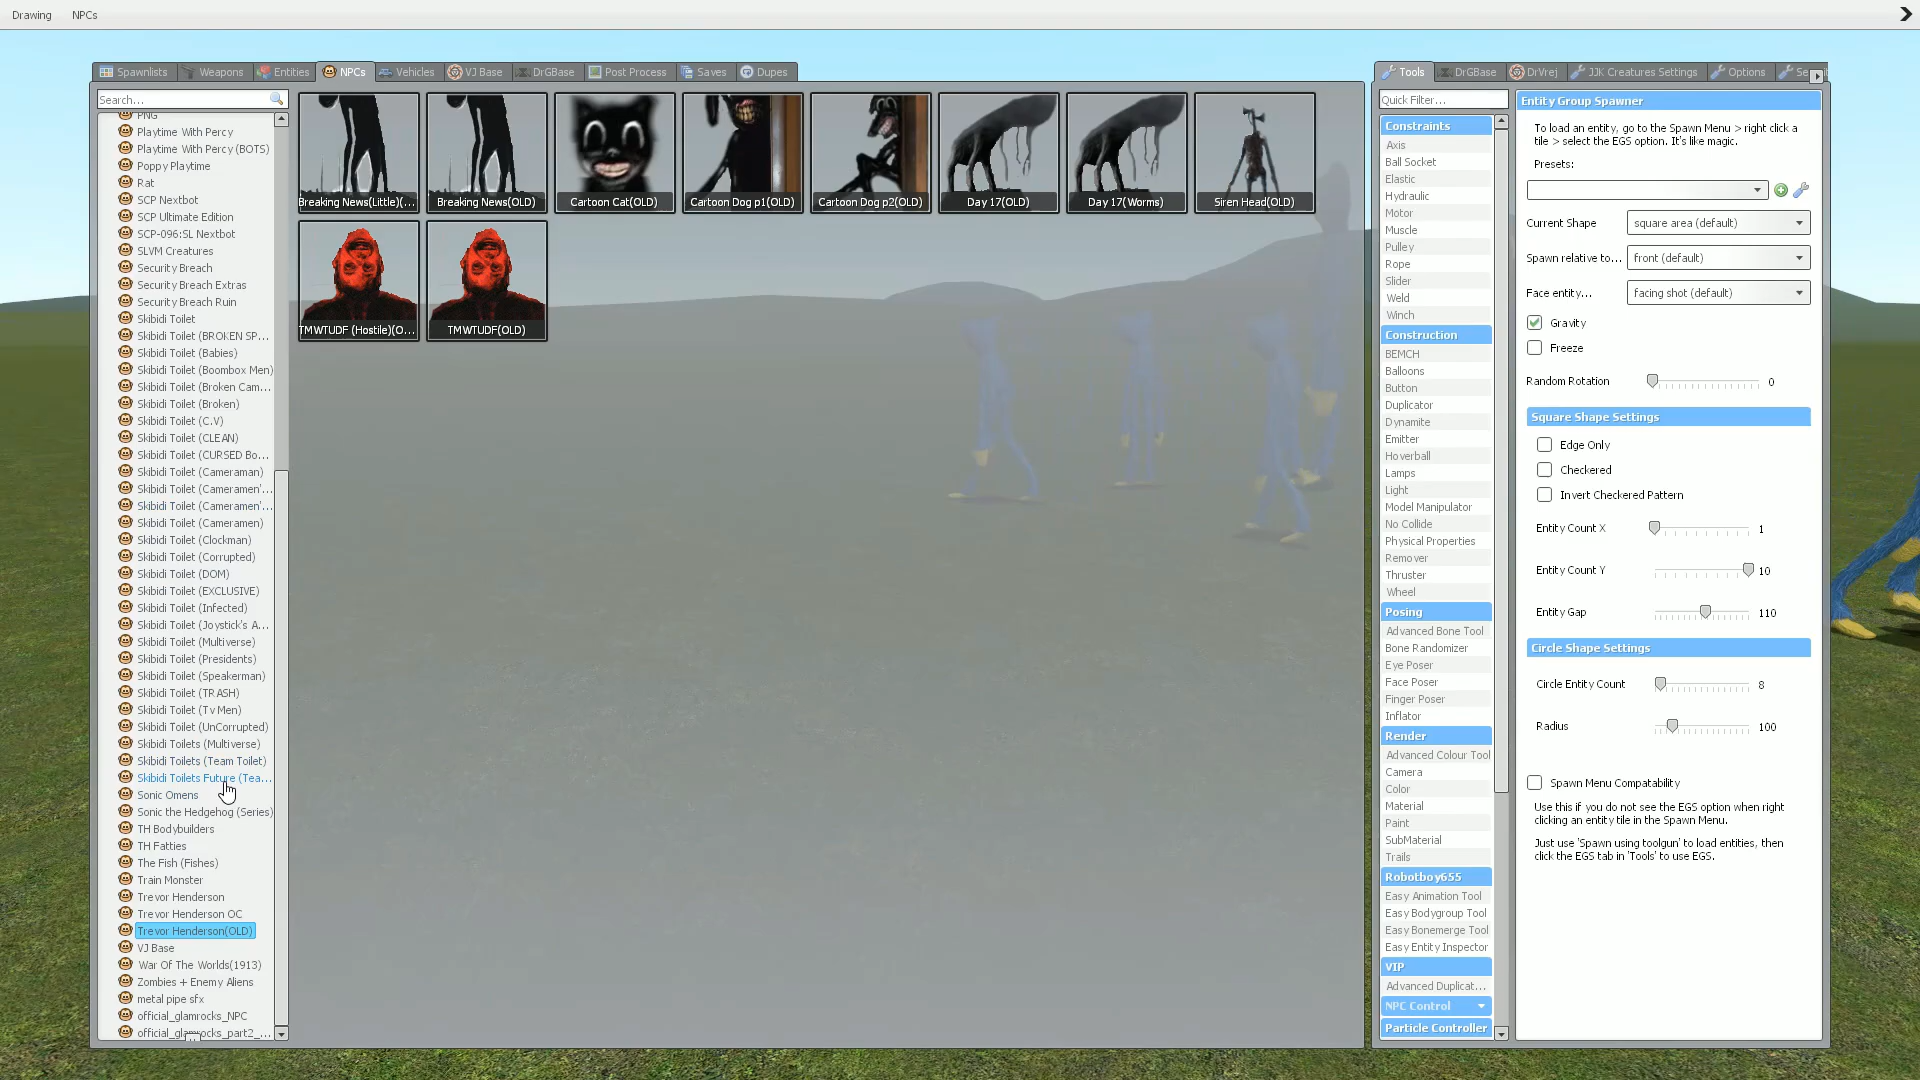 Drawing
NPCs
Spawnlists
Weapons
Entities
NPCs
Vehicles
VJ Base
DrGBase
Post Process
Saves
Dupes
Search...
PNG
Playtime With Percy
Playtime With Percy (BOTS)
Poppy Playtime
Rat
SCP Nextbot
SCP Ultimate Edition
SCP-096:SL Nextbot
SLVM Creatures
Security Breach
Security Breach Extras
Security Breach Ruin
Skibidi Toilet
Skibidi Toilet (BROKEN SP...
Skibidi Toilet (Babies)
Skibidi Toilet (Boombox Men)
Skibidi Toilet (Broken Cam...
Skibidi Toilet (Broken)
Skibidi Toilet (C.V)
Skibidi Toilet (CLEAN)
Skibidi Toilet (CURSED Bo...
Skibidi Toilet (Cameraman)
Skibidi Toilet (Cameramen'...
Skibidi Toilet (Cameramen'...
Skibidi Toilet (Cameramen)
Skibidi Toilet (Clockman)
Skibidi Toilet (Corrupted)
Skibidi Toilet (DOM)
Skibidi Toilet (EXCLUSIVE)
Skibidi Toilet (Infected)
Skibidi Toilet (Joystick's A...
Skibidi Toilet (Multiverse)
Skibidi Toilet (Presidents)
Skibidi Toilet (Speakerman)
Skibidi Toilet (TRASH)
Skibidi Toilet (Tv Men)
Skibidi Toilet (UnCorrupted)
Skibidi Toilets (Multiverse)
Skibidi Toilets (Team Toilet)
Skibidi Toilets Future (Tea...
Sonic Omens
Sonic the Hedgehog (Series)
TH Bodybuilders
TH Fatties
The Fish (Fishes)
Train Monster
Trevor Henderson
Trevor Henderson OC
Trevor Henderson(OLD)
VJ Base
War Of The Worlds(1913)
Zombies + Enemy Aliens
metal pipe sfx
official_glamrocks_NPC
official_glamrocks_part2_...
Breaking News(Little)(...
Breaking News(OLD)
Cartoon Cat(OLD)
Cartoon Dog p1(OLD)
Cartoon Dog p2(OLD)
Day 17(OLD)
Day 17(Worms)
Siren Head(OLD)
TMWTUDF (Hostile)(O...
TMWTUDF(OLD)
Tools
DrGBase
DrVrej
JJK Creatures Settings
Options
Quick Filter...
Constraints
Axis
Ball Socket
Elastic
Hydraulic
Motor
Muscle
Pulley
Rope
Slider
Weld
Winch
Construction
BEMCH
Balloons
Button
Duplicator
Dynamite
Emitter
Hoverball
Lamps
Light
Model Manipulator
No Collide
Physical Properties
Remover
Thruster
Wheel
Posing
Advanced Bone Tool
Bone Randomizer
Eye Poser
Face Poser
Finger Poser
Inflator
Render
Advanced Colour Tool
Camera
Color
Material
Paint
SubMaterial
Trails
Robotboy655
Easy Animation Tool
Easy Bodygroup Tool
Easy Bonemerge Tool
Easy Entity Inspector
VIP
Advanced Duplicat...
NPC Control
Particle Controller
Entity Group Spawner
To load an entity, go to the Spawn Menu > right click a
tile > select the EGS option. It's like magic.
Presets:
Current Shape
square area (default)
Spawn relative to...
front (default)
Face entity...
facing shot (default)
Gravity
Freeze
Random Rotation
0
Square Shape Settings
Edge Only
Checkered
Invert Checkered Pattern
Entity Count X
1
Entity Count Y
10
Entity Gap
110
Circle Shape Settings
Circle Entity Count
8
Radius
100
Spawn Menu Compatability
Use this if you do not see the EGS option when right
clicking an entity tile in the Spawn Menu.
Just use 'Spawn using toolgun' to load entities, then
click the EGS tab in 'Tools' to use EGS.